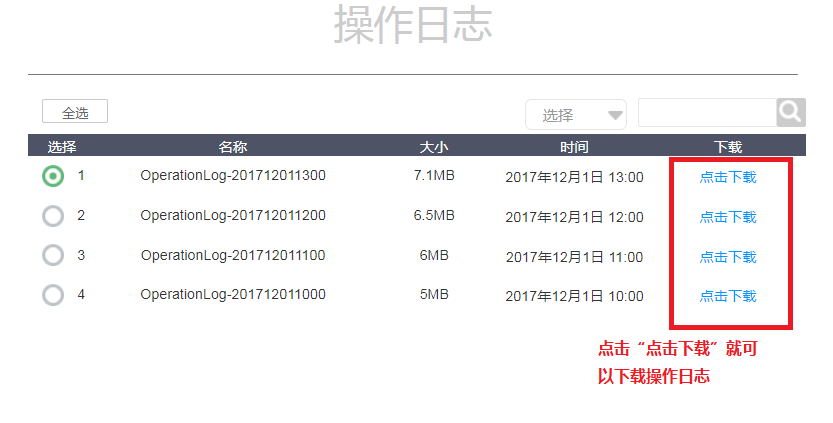 操作日志
全选 选择
选择 名称 大小 时间 下载
1 OperationLog-201712011300 7.1MB 2017年12月1日 13:00 点击下载
2 OperationLog-201712011200 6.5MB 2017年12月1日 12:00 点击下载
3 OperationLog-201712011100 6MB 2017年12月1日 11:00 点击下载
4 OperationLog-201712011000 5MB 2017年12月1日 10:00 点击下载
点击“点击下载”就可
以下载操作日志